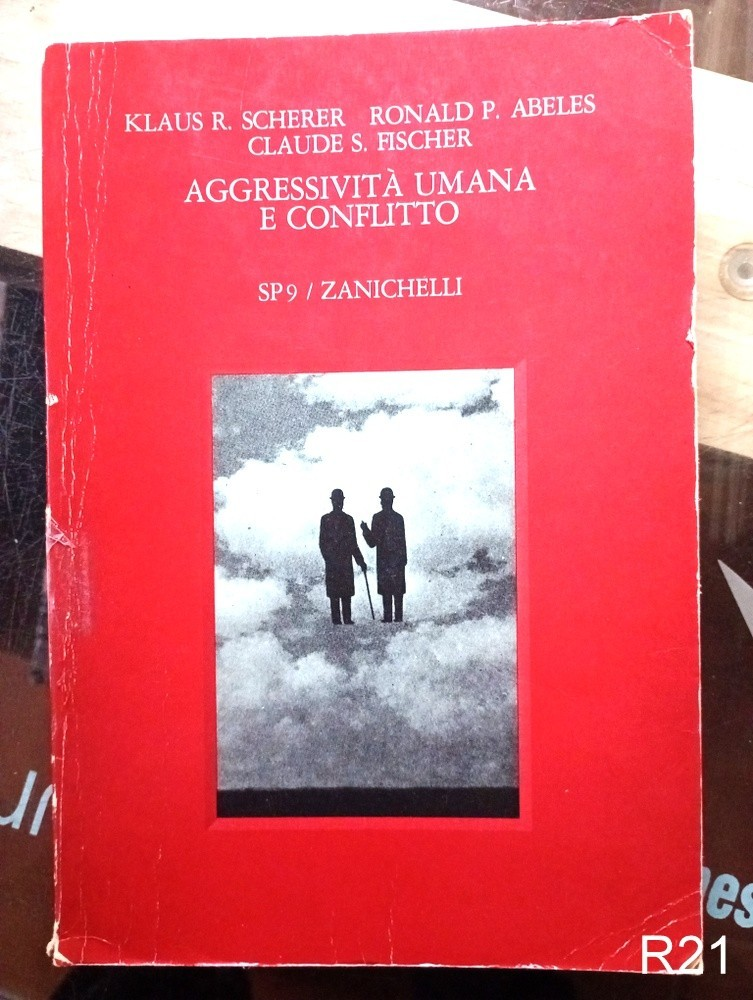 KLAUS R. SCHERER RONALD P. ABELES
CLAUDE S. FISCHER
AGGRESSIVITÀ UMANA
E CONFLITTO
SP9 / ZANICHELLI
R21